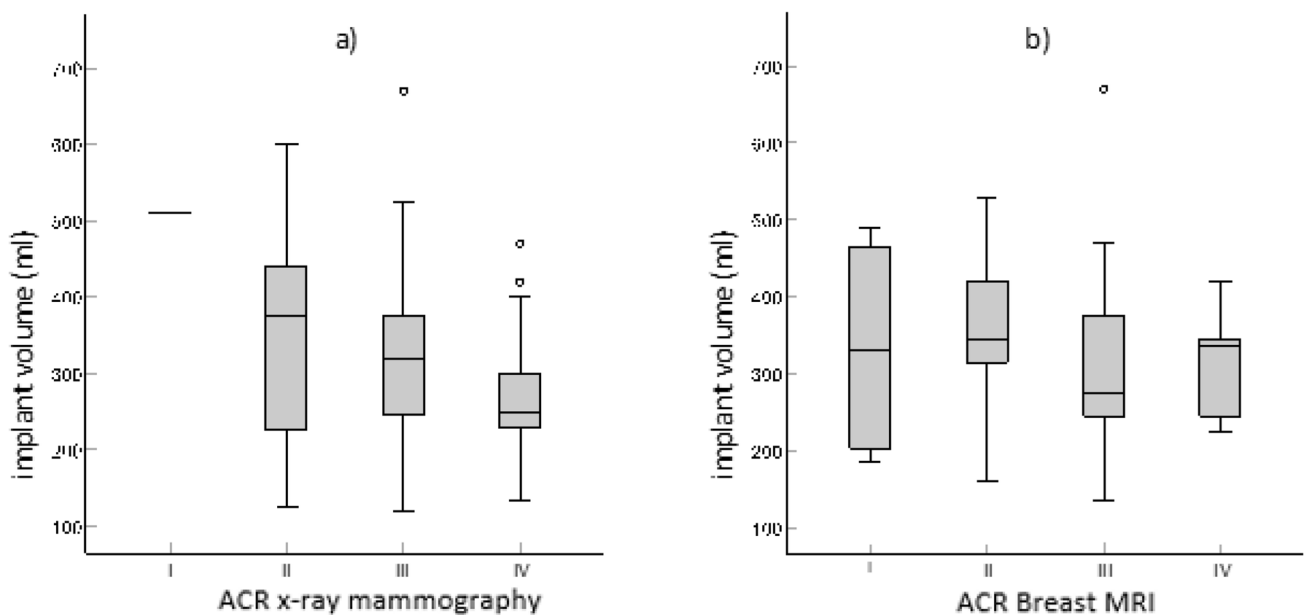 a)
700
600
500
400
300
200
100
implant volume (ml)
I II III IV
ACR x-ray mammography
b)
700
600
500
400
300
200
100
implant volume (ml)
I II III IV
ACR Breast MRI